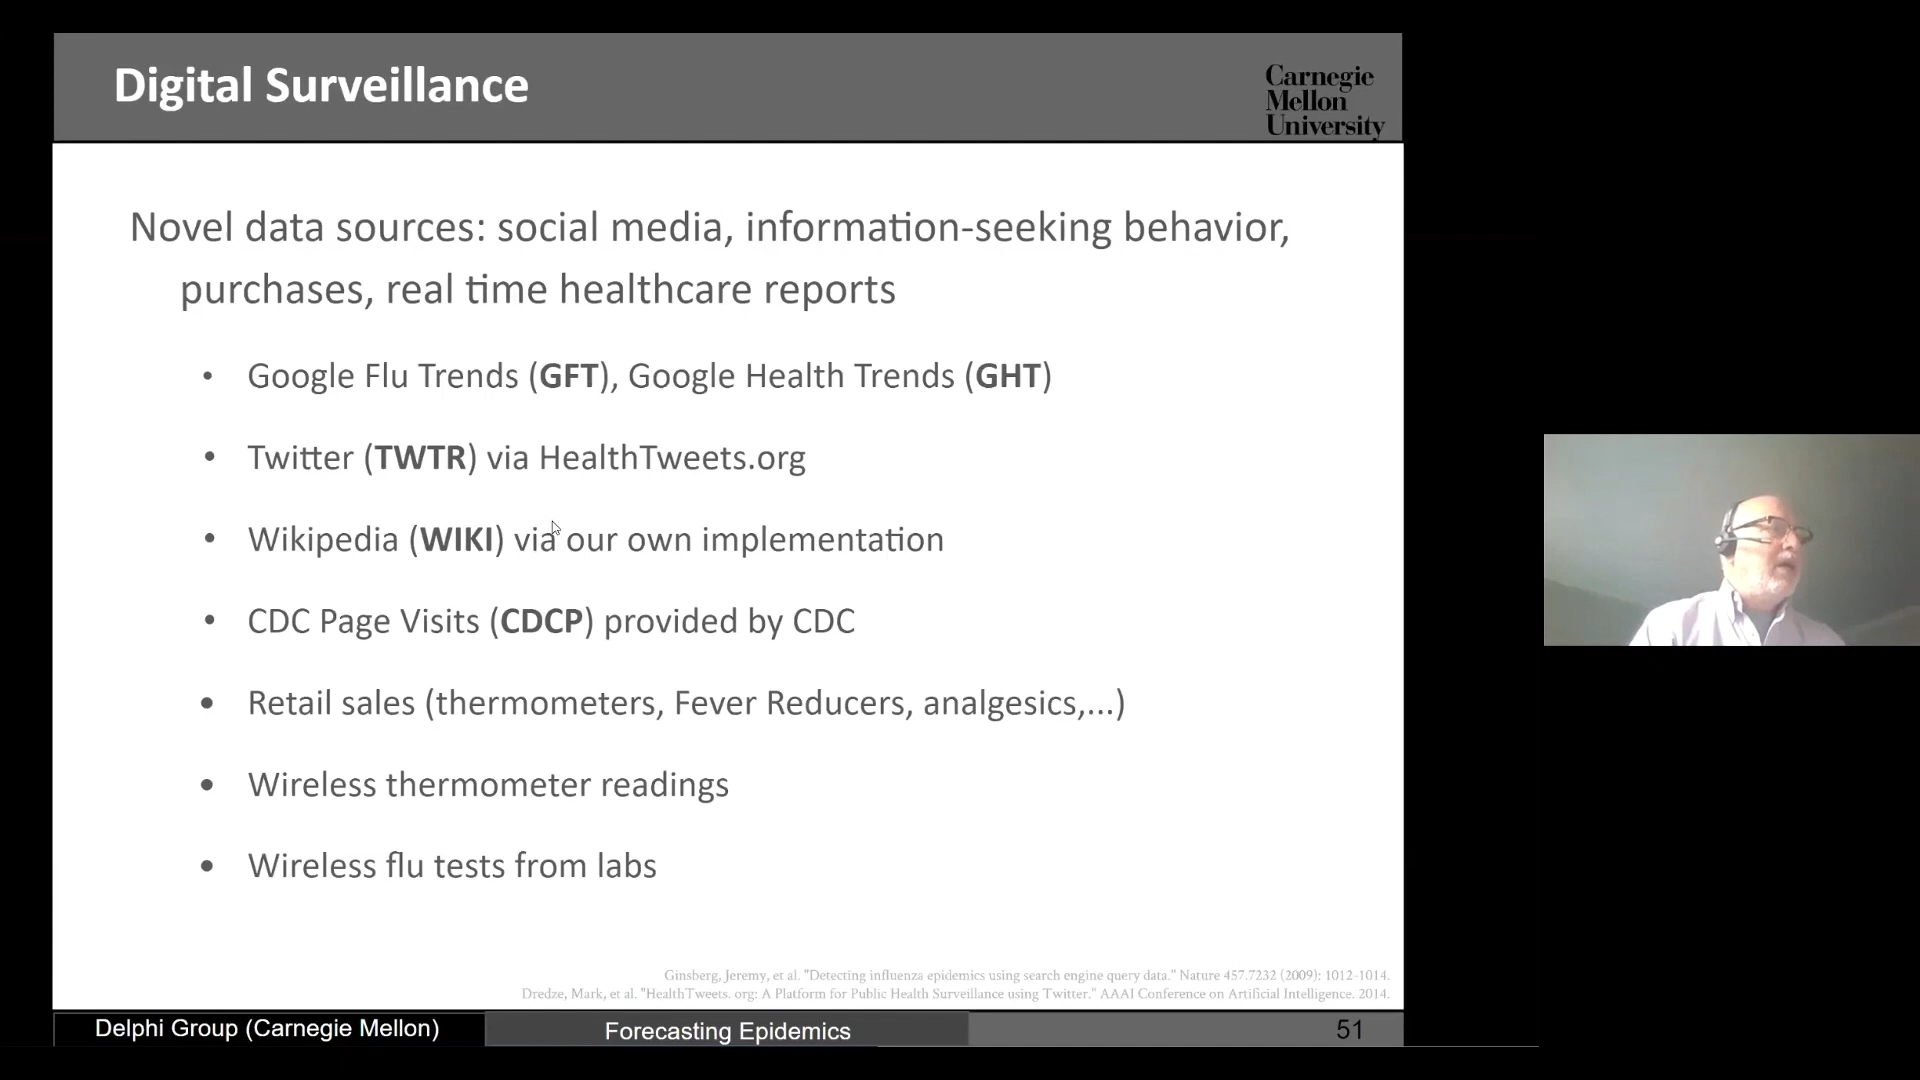 Digital Surveillance
Carnegie
Mellon
University
Novel data sources: social media, information-seeking behavior,
purchases, real time healthcare reports
• Google Flu Trends (GFT), Google Health Trends (GHT)
• Twitter (TWTR) via HealthTweets.org
• Wikipedia (WIKI) via our own implementation
• CDC Page Visits (CDCP) provided by CDC
• Retail sales (thermometers, Fever Reducers, analgesics,...)
• Wireless thermometer readings
• Wireless flu tests from labs
Ginsberg, Jeremy, et al. "Detecting influenza epidemics using search engine query data." Nature 457.7232 (2009): 1012-1014.
Dredze, Mark, et al. "HealthTweets. org: A Platform for Public Health Surveillance using Twitter." AAAI Conference on Artificial Intelligence. 2014.
Delphi Group (Carnegie Mellon)
Forecasting Epidemics
51